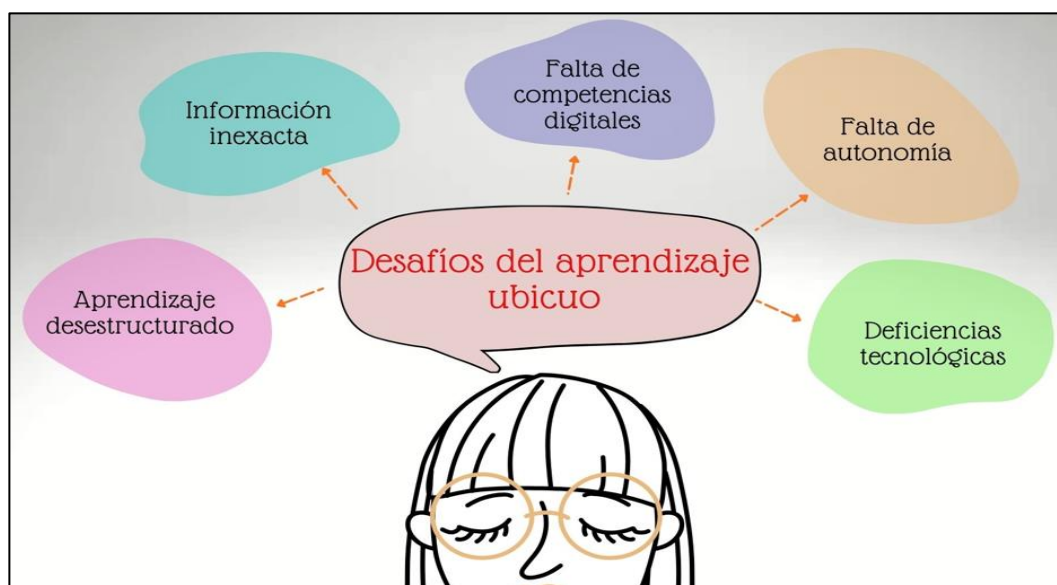 Falta de
competencias
digitales
Información
inexacta
Falta de
autonomía
Desafíos del aprendizaje
ubicuo
Aprendizaje
desestructurado
Deficiencias
tecnológicas